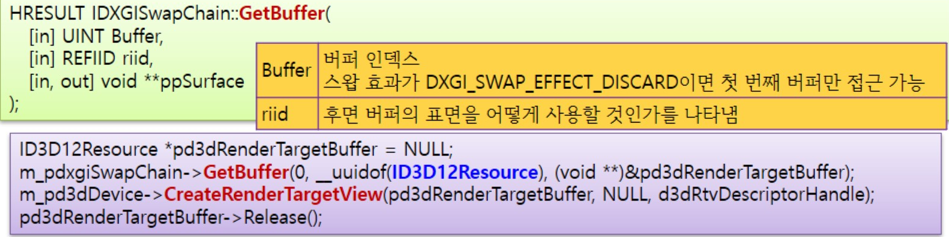 HRESULT IDXGISwapChain::GetBuffer(
[in] UINT Buffer,
[in] REFIID riid,
[in, out] void **ppSurface
);
Buffer 버퍼 인덱스
스왑 효과가 DXGI_SWAP_EFFECT_DISCARD이면 첫 번째 버퍼만 접근 가능
riid 후면 버퍼의 표면을 어떻게 사용할 것인가를 나타냄
ID3D12Resource *pd3dRenderTargetBuffer = NULL;
m_pdxgiSwapChain->GetBuffer(0, __uuidof(ID3D12Resource), (void **)&pd3dRenderTargetBuffer);
m_pd3dDevice->CreateRenderTargetView(pd3dRenderTargetBuffer, NULL, d3dRtvDescriptorHandle);
pd3dRenderTargetBuffer->Release();